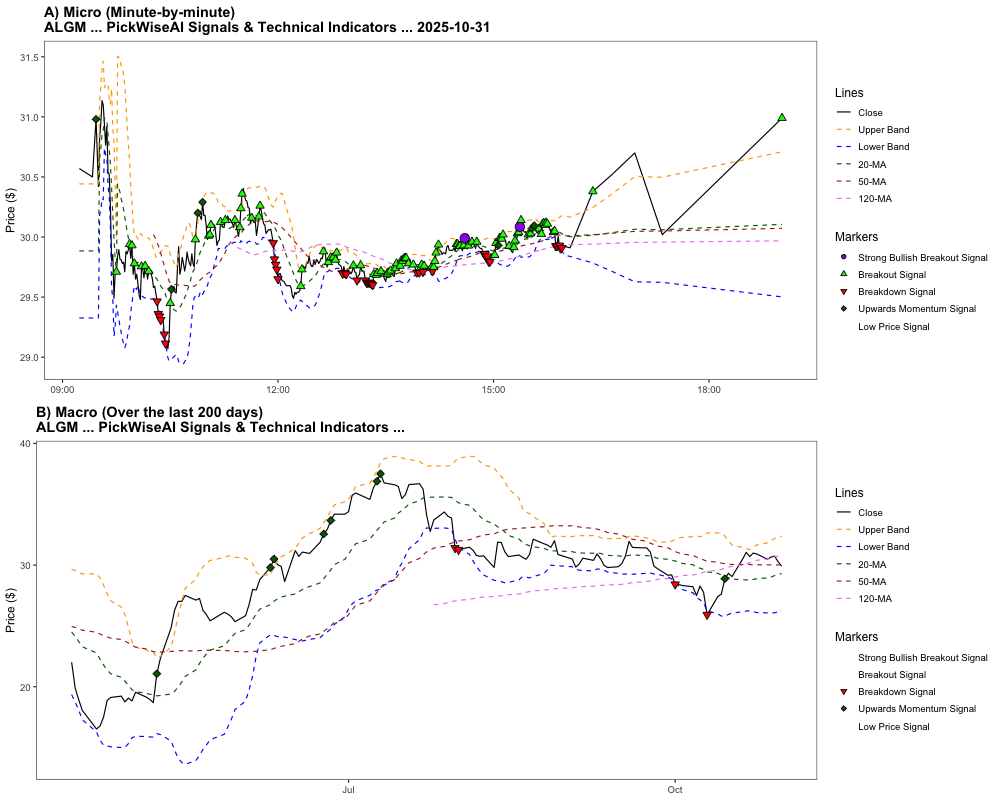 A) Micro (Minute-by-minute)
ALGM ... PickWiseAI Signals & Technical Indicators ... 2025-10-31
Price ($)
31.5
31.0
30.5
30.0
29.5
29.0
09:00
12:00
15:00
18:00
Lines
Close
Upper Band
Lower Band
20-MA
50-MA
120-MA
Markers
Strong Bullish Breakout Signal
Breakout Signal
Breakdown Signal
Upwards Momentum Signal
Low Price Signal
B) Macro (Over the last 200 days)
ALGM ... PickWiseAI Signals & Technical Indicators ...
Price ($)
40
30
20
Jul
Oct
Lines
Close
Upper Band
Lower Band
20-MA
50-MA
120-MA
Markers
Strong Bullish Breakout Signal
Breakout Signal
Breakdown Signal
Upwards Momentum Signal
Low Price Signal